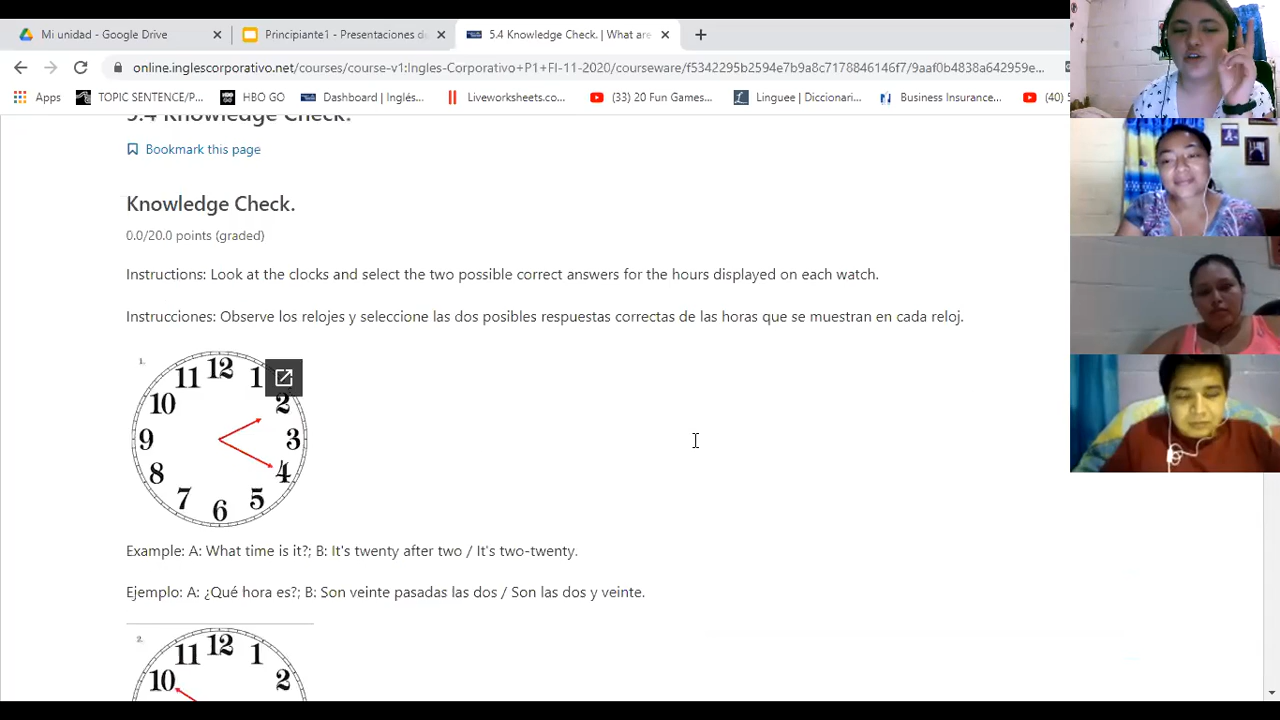 Mi unidad - Google Drive
Principiante1 - Presentaciones d
5.4 Knowledge Check. | What are
online.inglescorporativo.net/courses/course-v1:Ingles-Corporativo+P1+FI-11-2020/courseware/f5342295b2594e7b9a8c7178846146f7/9aaf0b4838a642959e...
Apps
TOPIC SENTENCE/P...
HBO GO
Dashboard | Inglés...
Liveworksheets.co...
(33) 20 Fun Games...
Linguee | Diccionari...
Business Insurance...
(40) 5
5.4 Knowledge Check.
Bookmark this page
Knowledge Check.
0.0/20.0 points (graded)
Instructions: Look at the clocks and select the two possible correct answers for the hours displayed on each watch.
Instrucciones: Observe los relojes y seleccione las dos posibles respuestas correctas de las horas que se muestran en cada reloj.
1.
12
11 1
10 2
9 3
8 4
7 5
6
Example: A: What time is it?; B: It's twenty after two / It's two-twenty.
Ejemplo: A: ¿Qué hora es?; B: Son veinte pasadas las dos / Son las dos y veinte.
2.
12
11 1
10 2